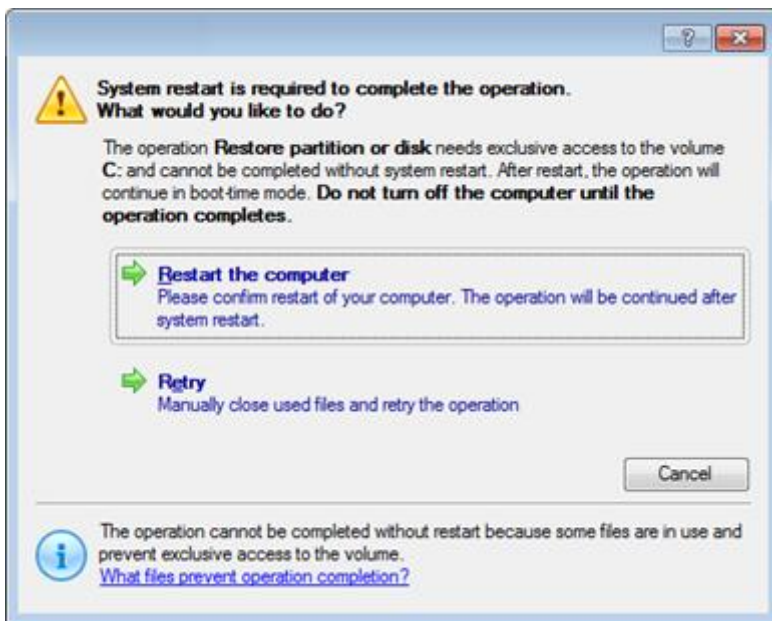 System restart is required to complete the operation.
What would you like to do?
The operation Restore partition or disk needs exclusive access to the volume
C: and cannot be completed without system restart. After restart, the operation will
continue in boot-time mode. Do not turn off the computer until the
operation completes.
Restart the computer
Please confirm restart of your computer. The operation will be continued after
system restart.
Retry
Manually close used files and retry the operation
Cancel
The operation cannot be completed without restart because some files are in use and
prevent exclusive access to the volume.
What files prevent operation completion?